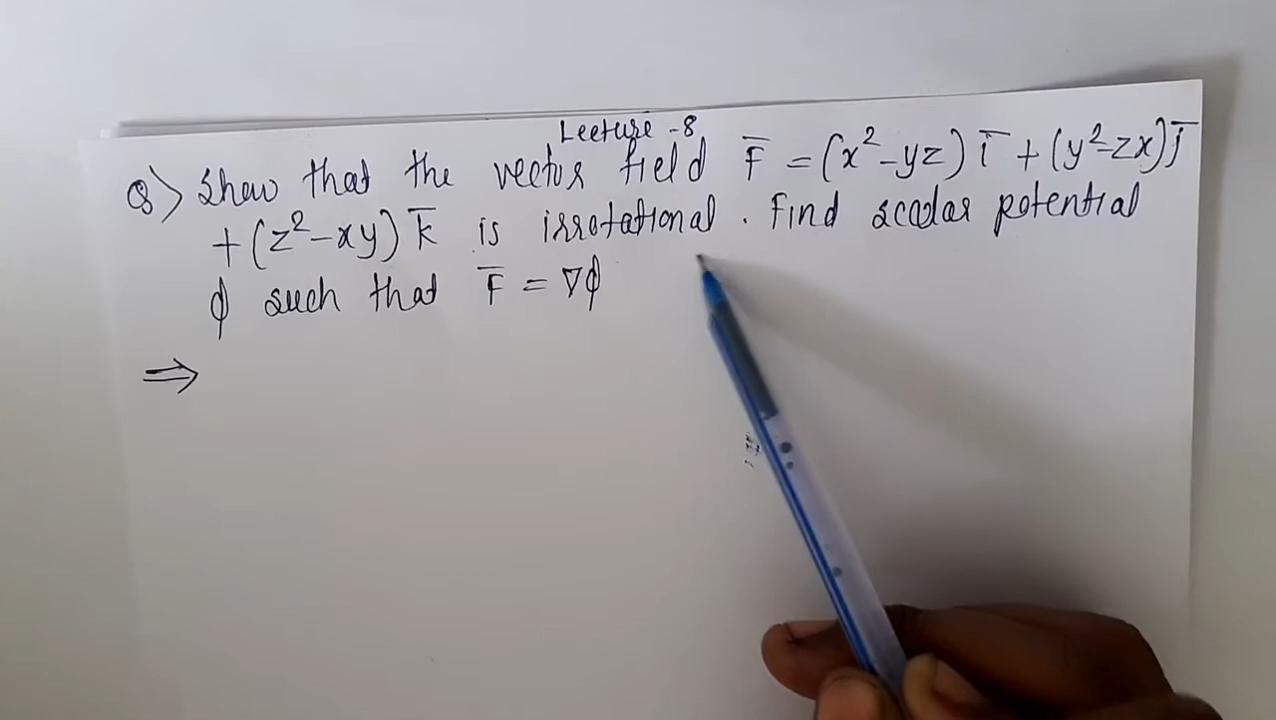 Lecture -8
Q> Show that the vector field F̅ = (x² - yz) i̅ + (y² - zx) j̅
+ (z² - xy) k̅ is irrotational . Find scalar potential
ϕ such that F̅ = ∇ϕ
⇒